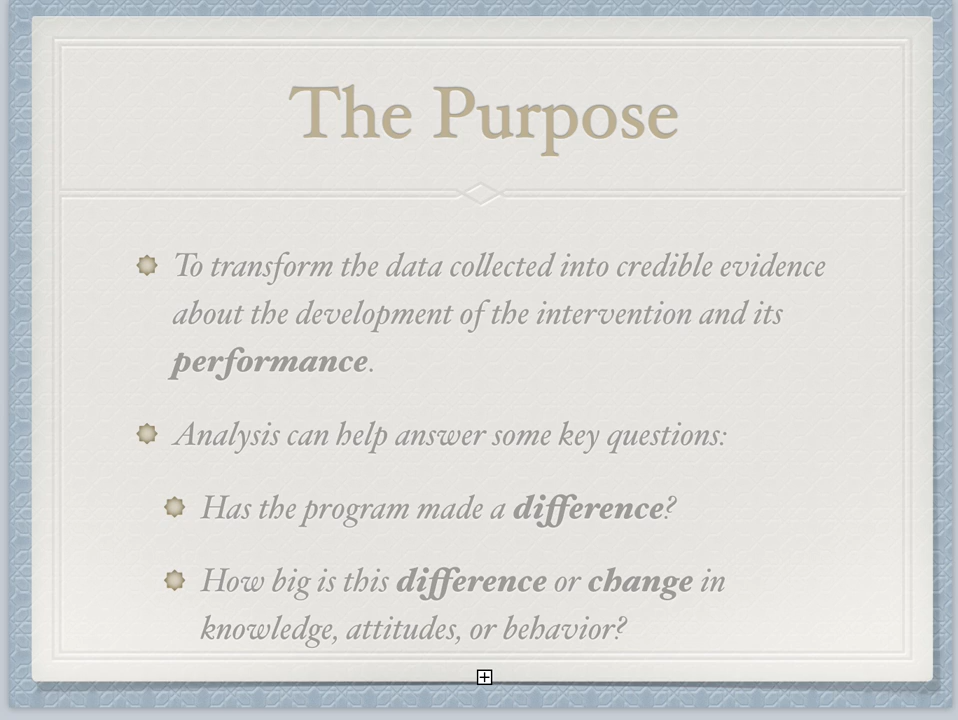 The Purpose
To transform the data collected into credible evidence
about the development of the intervention and its
performance.
Analysis can help answer some key questions:
Has the program made a difference?
How big is this difference or change in
knowledge, attitudes, or behavior?